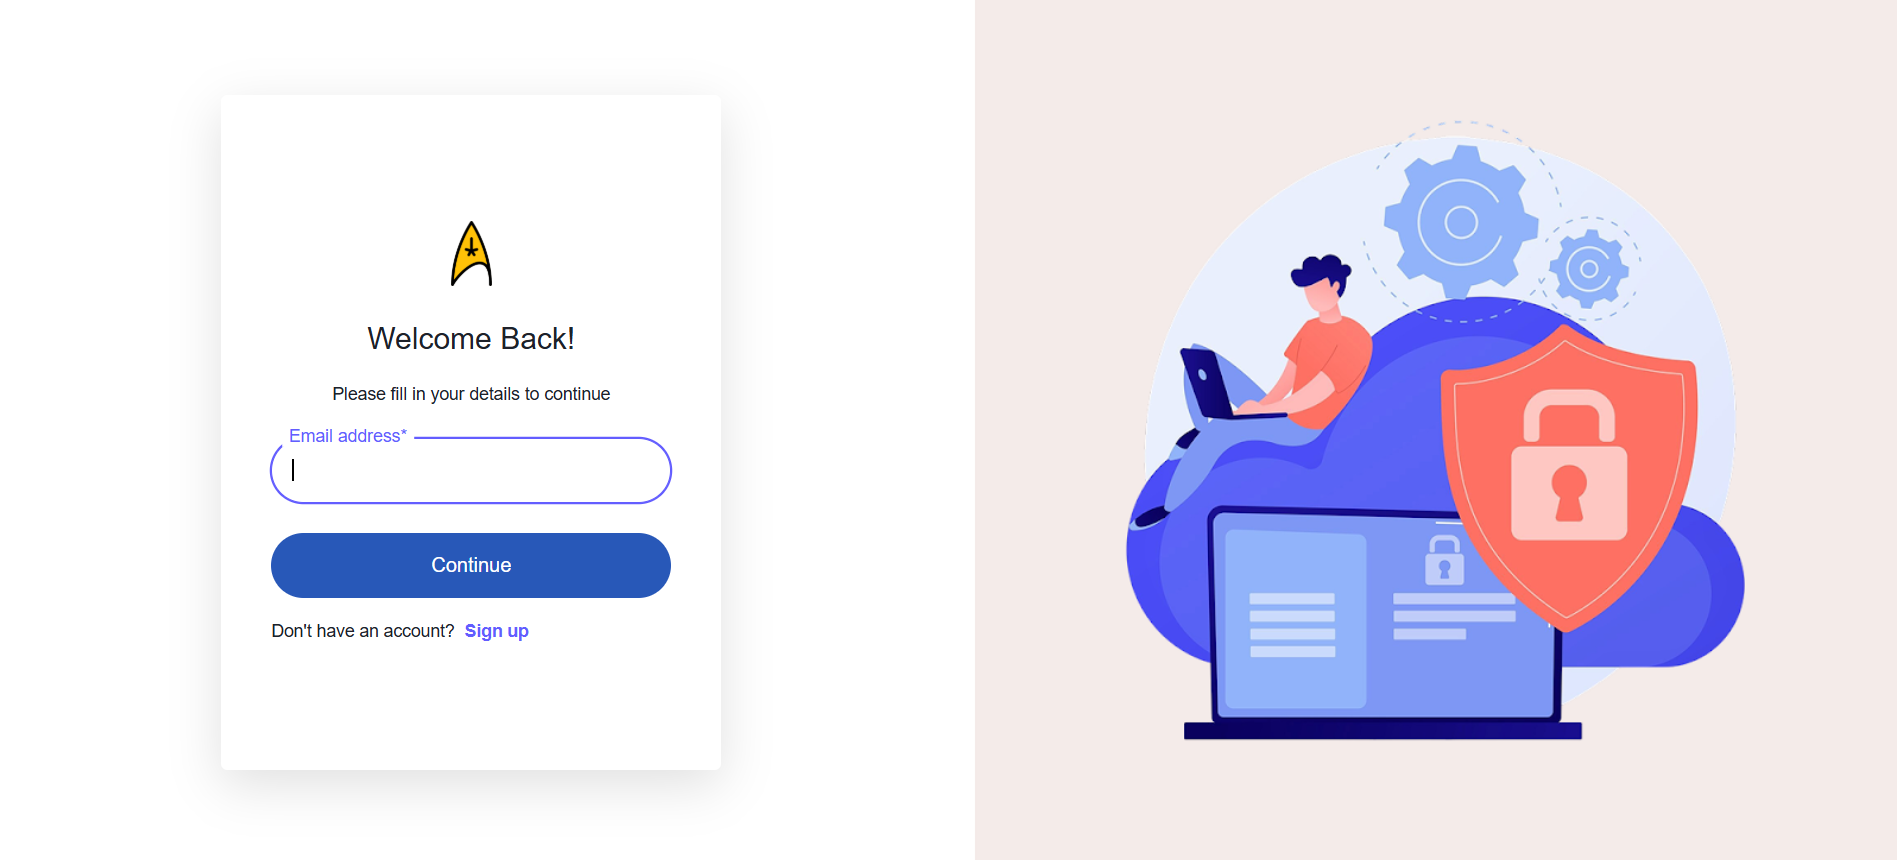 Welcome Back!
Please fill in your details to continue
Email address*
Continue
Don't have an account? Sign up